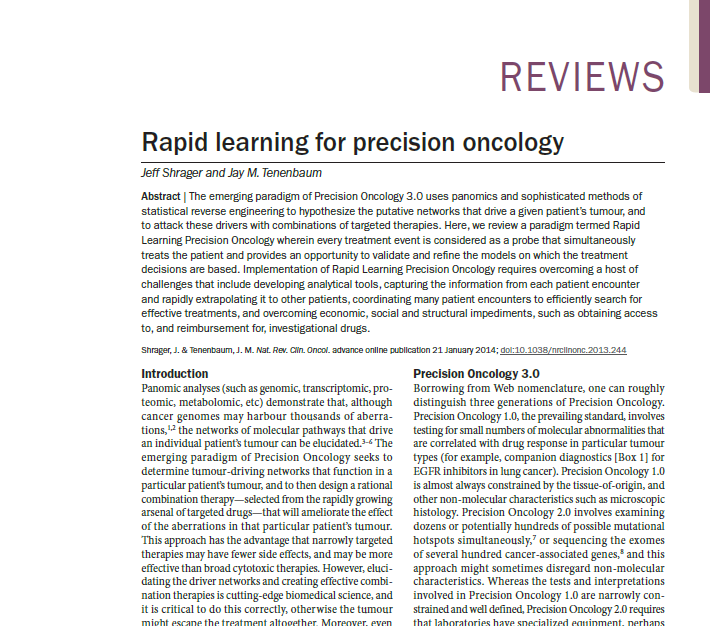 REVIEWS
Rapid learning for precision oncology
Jeff Shrager and Jay M. Tenenbaum
Abstract | The emerging paradigm of Precision Oncology 3.0 uses panomics and sophisticated methods of
statistical reverse engineering to hypothesize the putative networks that drive a given patient's tumour, and
to attack these drivers with combinations of targeted therapies. Here, we review a paradigm termed Rapid
Learning Precision Oncology wherein every treatment event is considered as a probe that simultaneously
treats the patient and provides an opportunity to validate and refine the models on which the treatment
decisions are based. Implementation of Rapid Learning Precision Oncology requires overcoming a host of
challenges that include developing analytical tools, capturing the information from each patient encounter
and rapidly extrapolating it to other patients, coordinating many patient encounters to efficiently search for
effective treatments, and overcoming economic, social and structural impediments, such as obtaining access
to, and reimbursement for, investigational drugs.
Shrager, J. & Tenenbaum, J. M. Nat. Rev. Clin. Oncol. advance online publication 21 January 2014; doi:10.1038/nrclinonc.2013.244
Introduction
Panomic analyses (such as genomic, transcriptomic, pro-
teomic, metabolomic, etc) demonstrate that, although
cancer genomes may harbour thousands of aberra-
tions,1,2 the networks of molecular pathways that drive
an individual patient's tumour can be elucidated.3–6 The
emerging paradigm of Precision Oncology seeks to
determine tumour-driving networks that function in a
particular patient's tumour, and to then design a rational
combination therapy—selected from the rapidly growing
arsenal of targeted drugs—that will ameliorate the effect
of the aberrations in that particular patient's tumour.
This approach has the advantage that narrowly targeted
therapies may have fewer side effects, and may be more
effective than broad cytotoxic therapies. However, eluci-
dating the driver networks and creating effective combi-
nation therapies is cutting-edge biomedical science, and
it is critical to do this correctly, otherwise the tumour
might escape the treatment altogether. Moreover, even
Precision Oncology 3.0
Borrowing from Web nomenclature, one can roughly
distinguish three generations of Precision Oncology.
Precision Oncology 1.0, the prevailing standard, involves
testing for small numbers of molecular abnormalities that
are correlated with drug response in particular tumour
types (for example, companion diagnostics [Box 1] for
EGFR inhibitors in lung cancer). Precision Oncology 1.0
is almost always constrained by the tissue-of-origin, and
other non-molecular characteristics such as microscopic
histology. Precision Oncology 2.0 involves examining
dozens or potentially hundreds of possible mutational
hotspots simultaneously,7 or sequencing the exomes
of several hundred cancer-associated genes,8 and this
approach might sometimes disregard non-molecular
characteristics. Whereas the tests and interpretations
involved in Precision Oncology 1.0 are narrowly con-
strained and well defined, Precision Oncology 2.0 requires
that laboratories have specialized equipment, perhaps